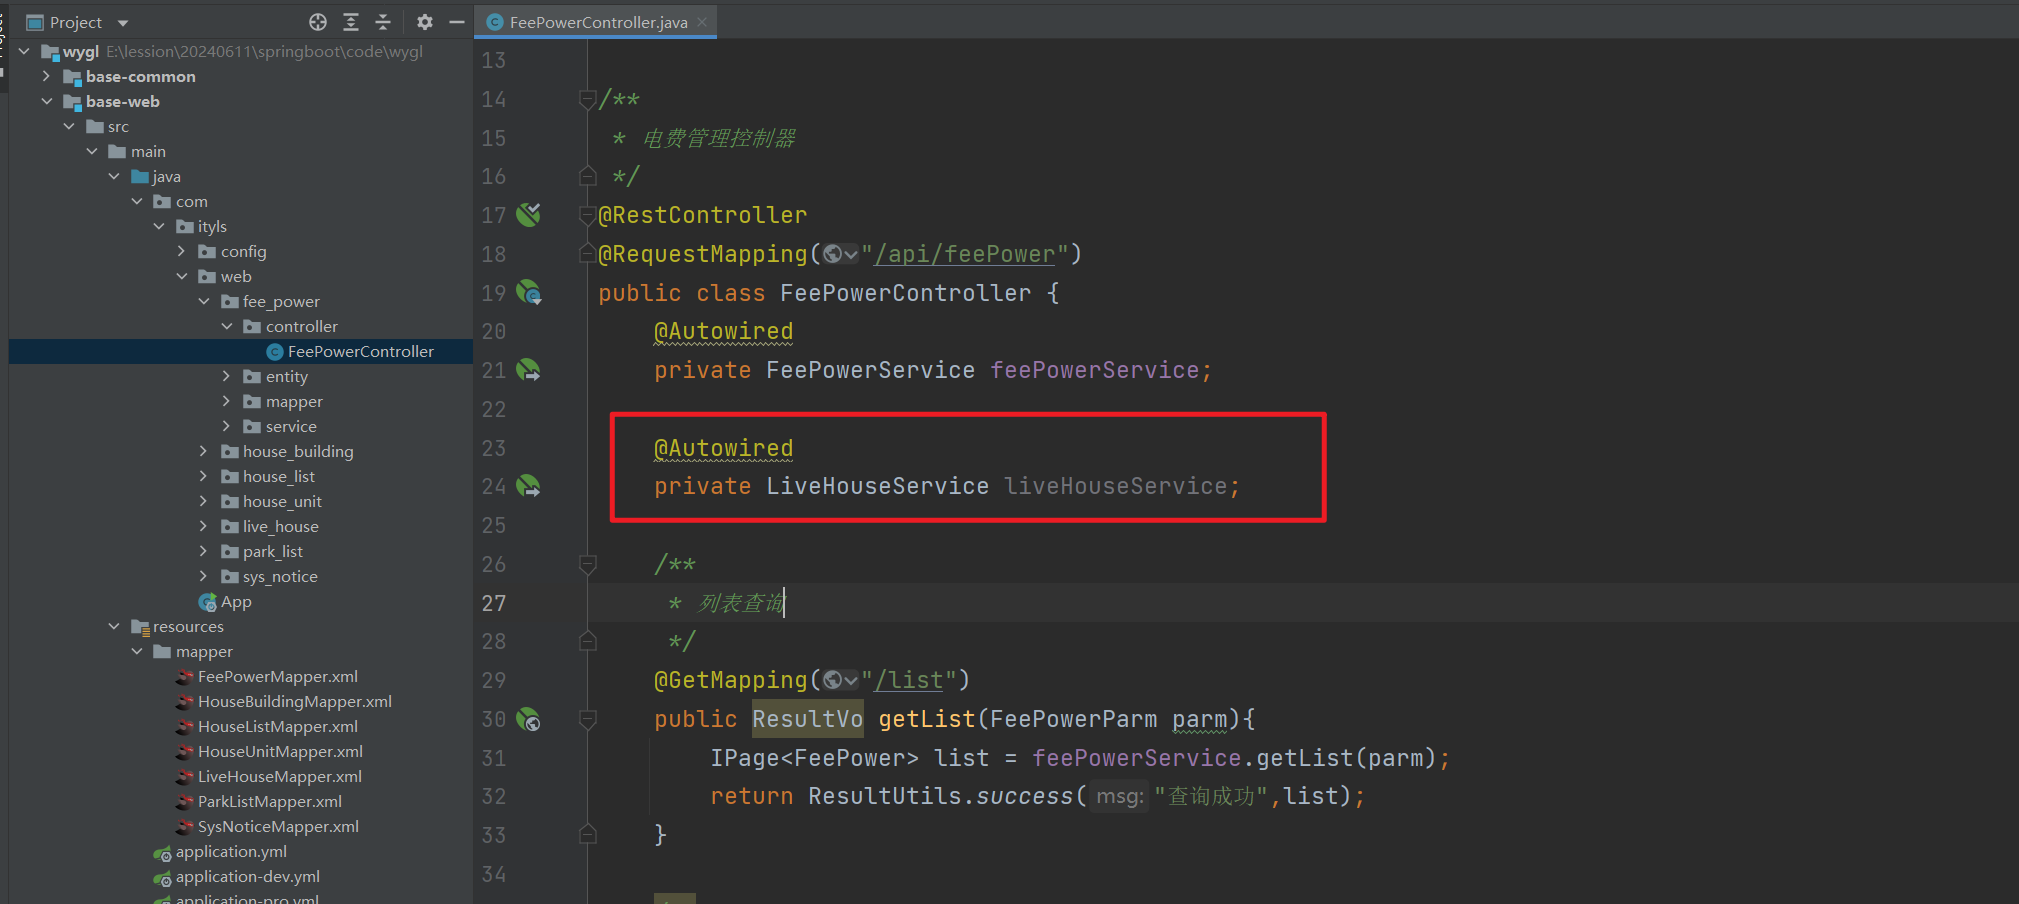 Project
FeePowerController.java
wygl E:\lession\20240611\springboot\code\wygl
base-common
base-web
src
main
java
com
ityls
config
web
fee_power
controller
FeePowerController
entity
mapper
service
house_building
house_list
house_unit
live_house
park_list
sys_notice
App
resources
mapper
FeePowerMapper.xml
HouseBuildingMapper.xml
HouseListMapper.xml
HouseUnitMapper.xml
LiveHouseMapper.xml
ParkListMapper.xml
SysNoticeMapper.xml
application.yml
application-dev.yml
application-pro.yml
13
14 /**
15 * 电费管理控制器
16 */
17 @RestController
18 @RequestMapping("/api/feePower")
19 public class FeePowerController {
20 @Autowired
21 private FeePowerService feePowerService;
22
23 @Autowired
24 private LiveHouseService liveHouseService;
25
26 /**
27 * 列表查询
28 */
29 @GetMapping("/list")
30 public ResultVo getList(FeePowerParm parm){
31 IPage<FeePower> list = feePowerService.getList(parm);
32 return ResultUtils.success( msg: "查询成功",list);
33 }
34